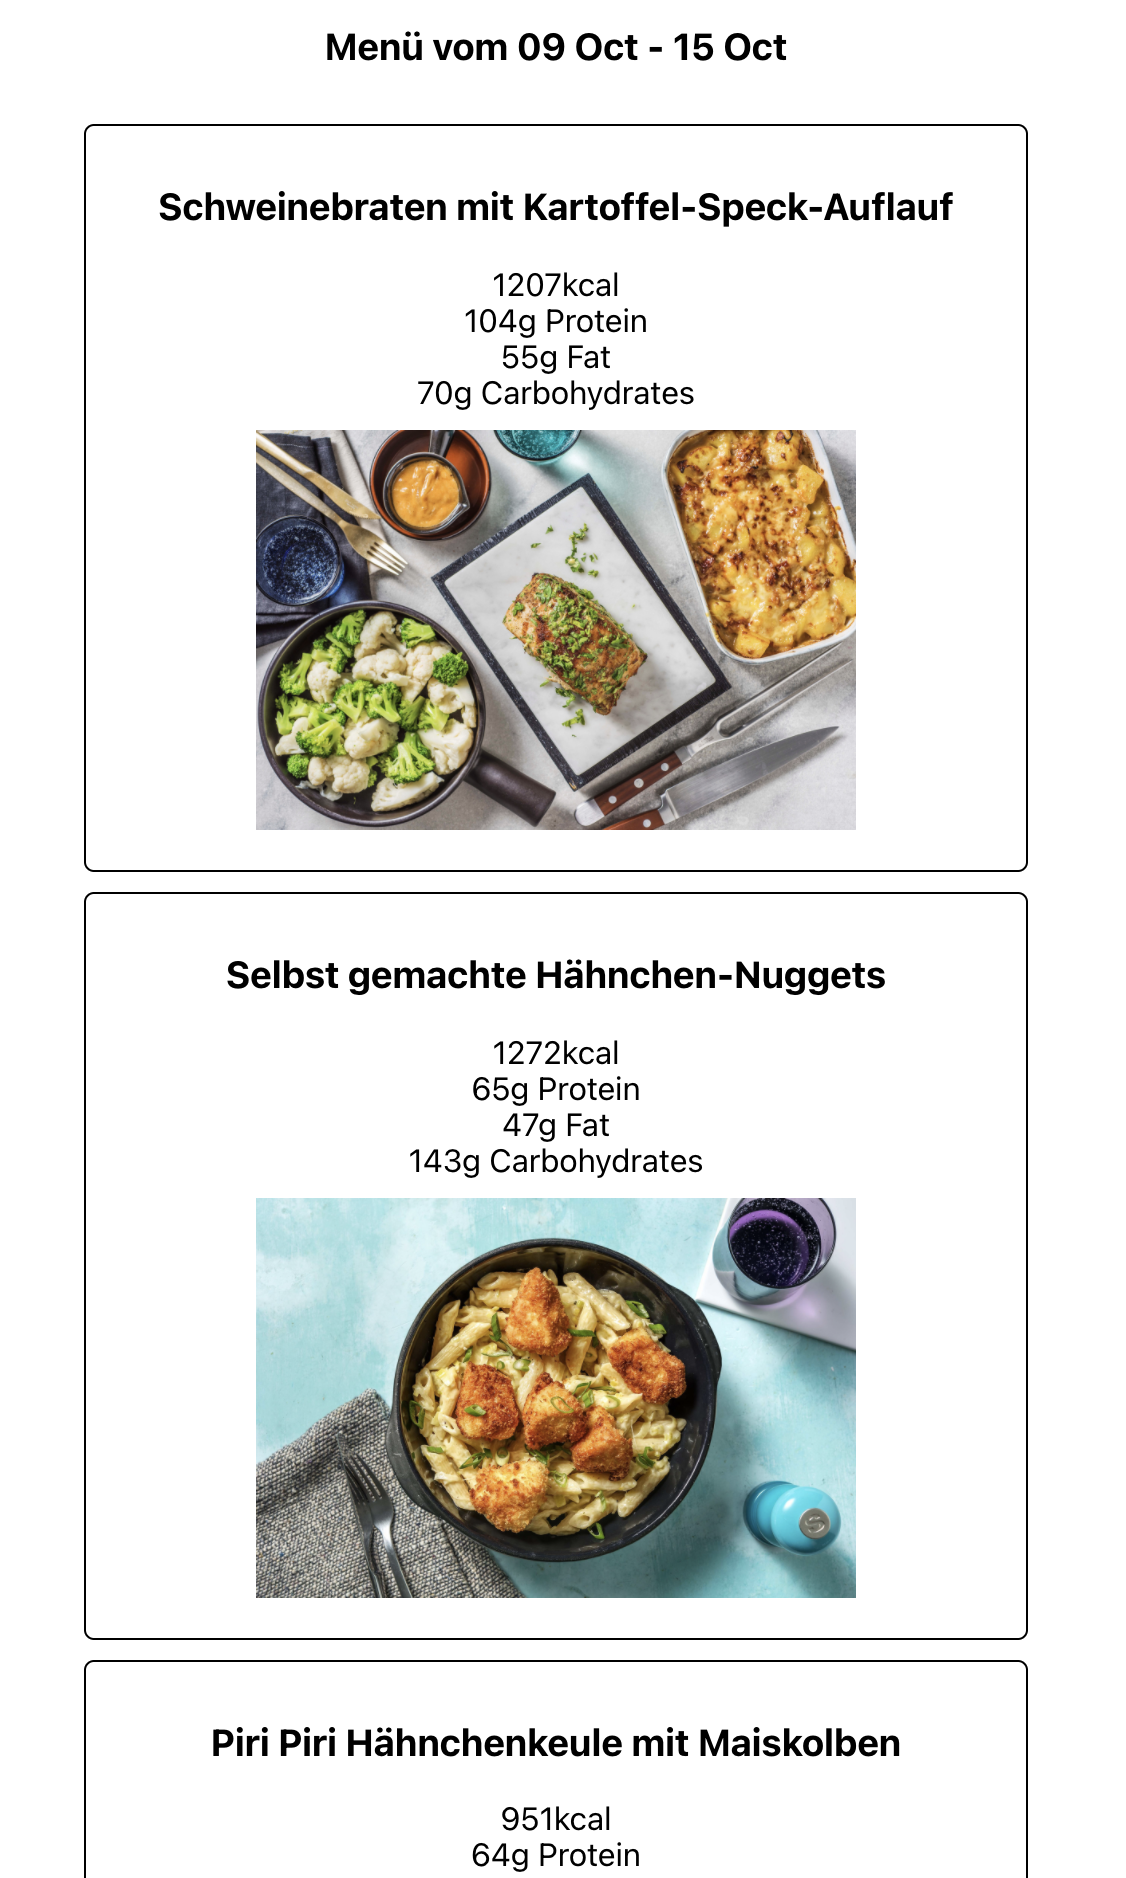 Menü vom 09 Oct - 15 Oct
Schweinebraten mit Kartoffel-Speck-Auflauf
1207kcal
104g Protein
55g Fat
70g Carbohydrates
Selbst gemachte Hähnchen-Nuggets
1272kcal
65g Protein
47g Fat
143g Carbohydrates
S
Piri Piri Hähnchenkeule mit Maiskolben
951kcal
64g Protein